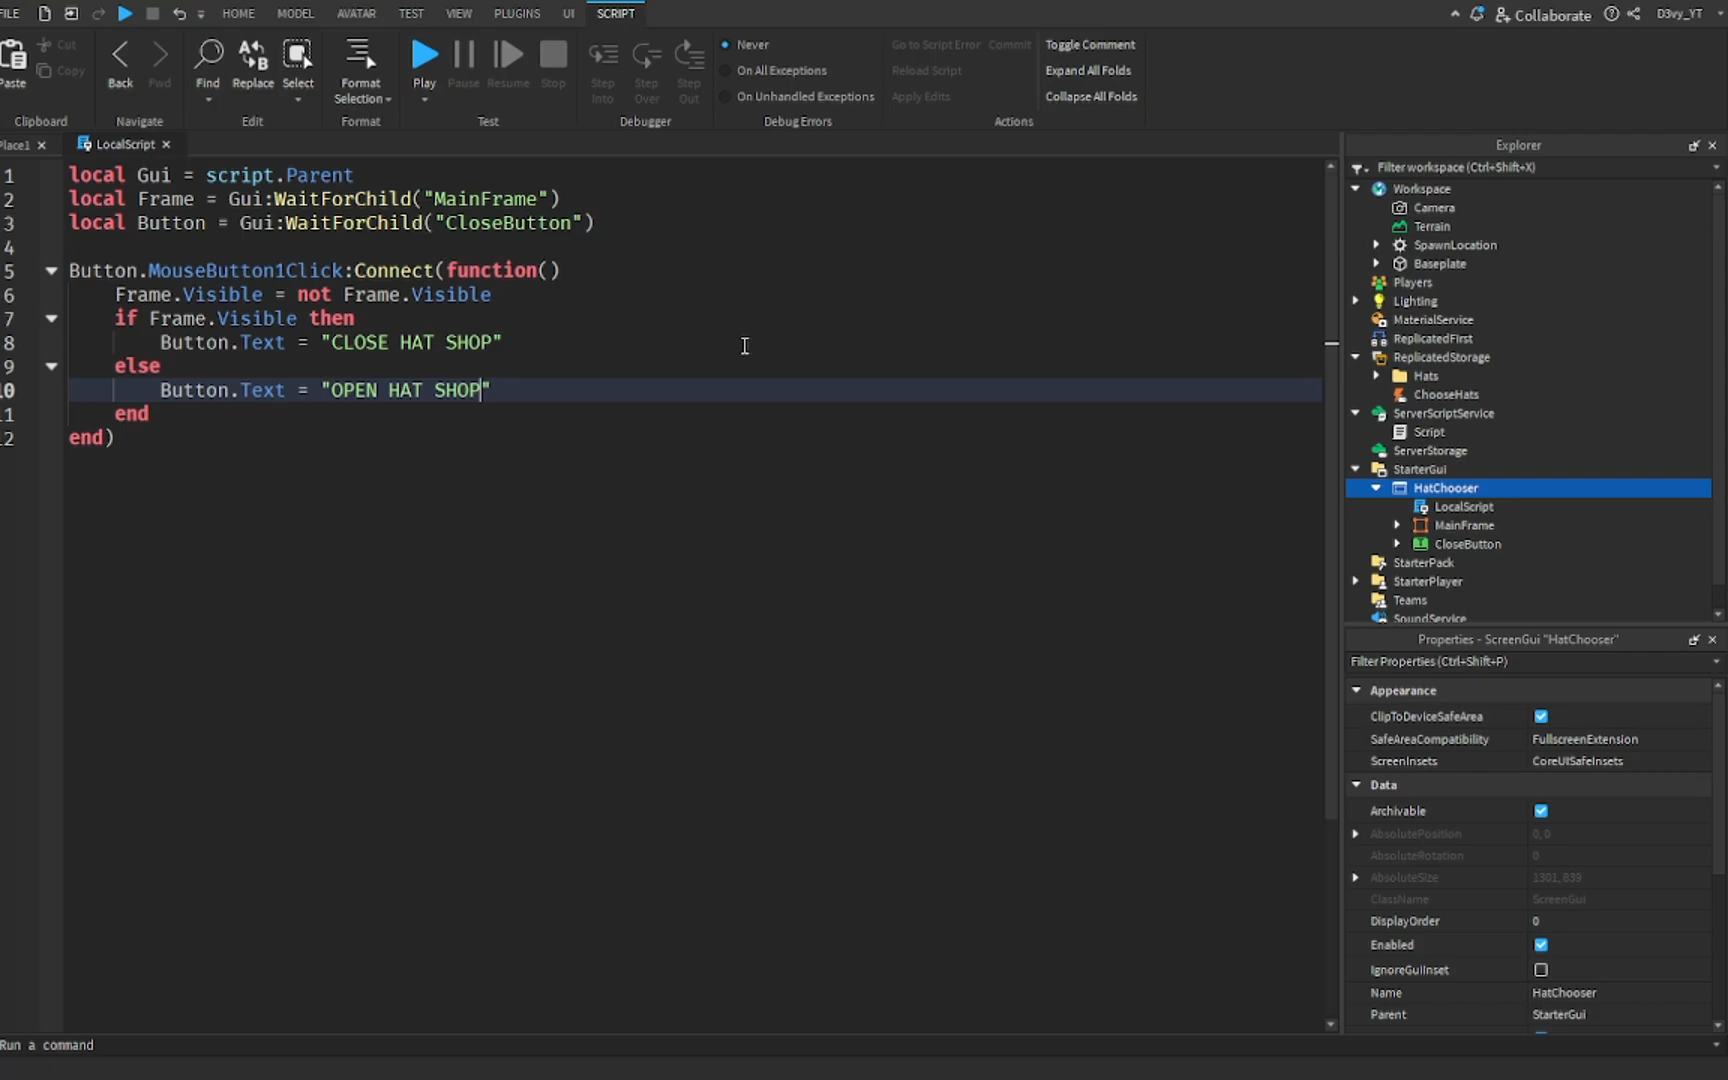 FILE HOME MODEL AVATAR TEST VIEW PLUGINS UI SCRIPT Collaborate D3vy_YT
Paste Cut Copy
Back Fwd Find Replace Select Format Selection Play Pause Resume Stop Step Into Step Over Step Out
Never
On All Exceptions
On Unhandled Exceptions
Go to Script Error Commit
Reload Script
Apply Edits
Toggle Comment
Expand All Folds
Collapse All Folds
Clipboard Navigate Edit Format Test Debugger Debug Errors Actions
Place1 LocalScript
1 local Gui = script.Parent
2 local Frame = Gui:WaitForChild("MainFrame")
3 local Button = Gui:WaitForChild("CloseButton")
4
5 Button.MouseButton1Click:Connect(function()
6 Frame.Visible = not Frame.Visible
7 if Frame.Visible then
8 Button.Text = "CLOSE HAT SHOP"
9 else
10 Button.Text = "OPEN HAT SHOP"
11 end
12 end)
Explorer
Filter workspace (Ctrl+Shift+X)
Workspace
Camera
Terrain
SpawnLocation
Baseplate
Players
Lighting
MaterialService
ReplicatedFirst
ReplicatedStorage
Hats
ChooseHats
ServerScriptService
Script
ServerStorage
StarterGui
HatChooser
LocalScript
MainFrame
CloseButton
StarterPack
StarterPlayer
Teams
SoundService
Properties - ScreenGui "HatChooser"
Filter Properties (Ctrl+Shift+P)
Appearance
ClipToDeviceSafeArea
SafeAreaCompatibility FullscreenExtension
ScreenInsets CoreUISafeInsets
Data
Archivable
AbsolutePosition 0, 0
AbsoluteRotation 0
AbsoluteSize 1301, 839
ClassName ScreenGui
DisplayOrder 0
Enabled
IgnoreGuiInset
Name HatChooser
Parent StarterGui
Run a command